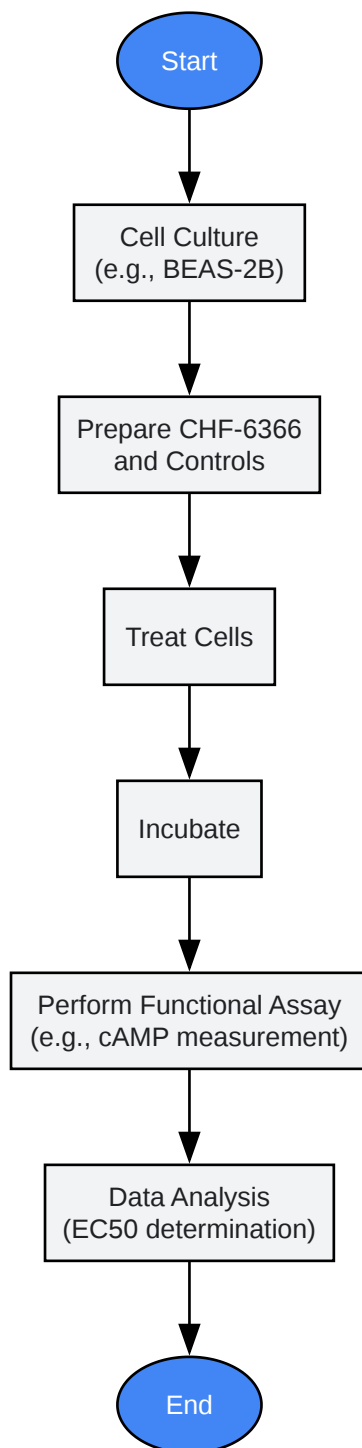 Start
Cell Culture
(e.g., BEAS-2B)
Prepare CHF-6366
and Controls
Treat Cells
Incubate
Perform Functional Assay
(e.g., cAMP measurement)
Data Analysis
(EC50 determination)
End